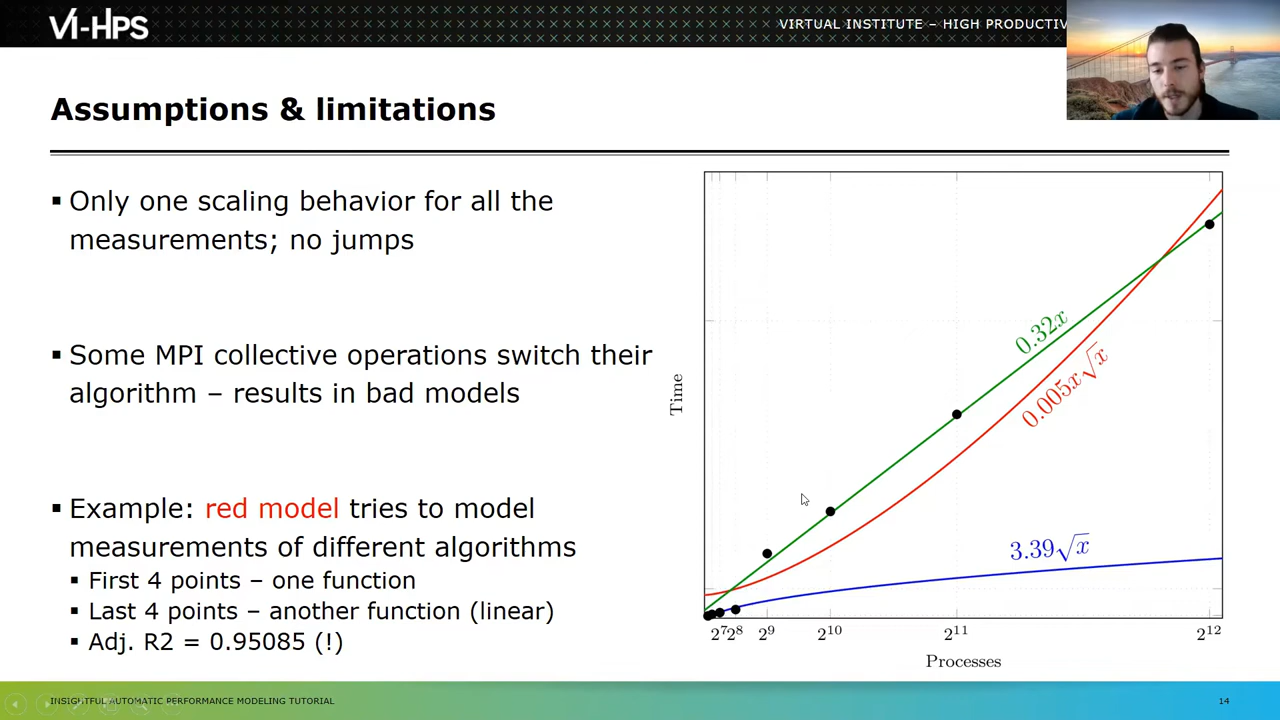 VI-HPS
VIRTUAL INSTITUTE – HIGH PRODUCTIV
Assumptions & limitations
▪ Only one scaling behavior for all the
measurements; no jumps
▪ Some MPI collective operations switch their
algorithm – results in bad models
▪ Example: red model tries to model
measurements of different algorithms
▪ First 4 points – one function
▪ Last 4 points – another function (linear)
▪ Adj. R2 = 0.95085 (!)
Time
0.32x
0.005x√x
3.39√x
2⁷ 2⁸ 2⁹ 2¹⁰ 2¹¹ 2¹²
Processes
INSIGHTFUL AUTOMATIC PERFORMANCE MODELING TUTORIAL
14